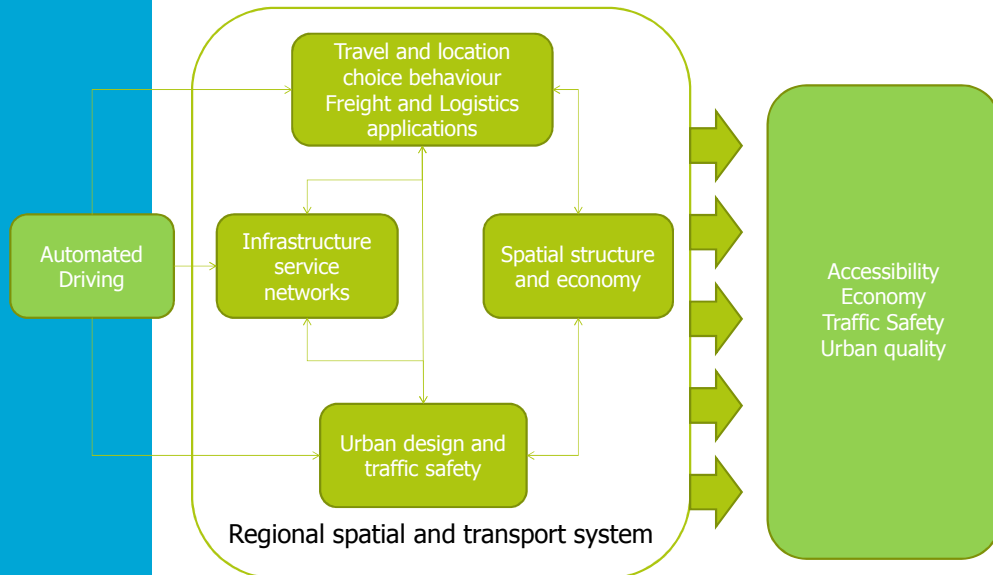 Travel and location
choice behaviour
Freight and Logistics
applications
Automated
Driving
Infrastructure
service
networks
Spatial structure
and economy
Accessibility
Economy
Traffic Safety
Urban quality
Urban design and
traffic safety
Regional spatial and transport system